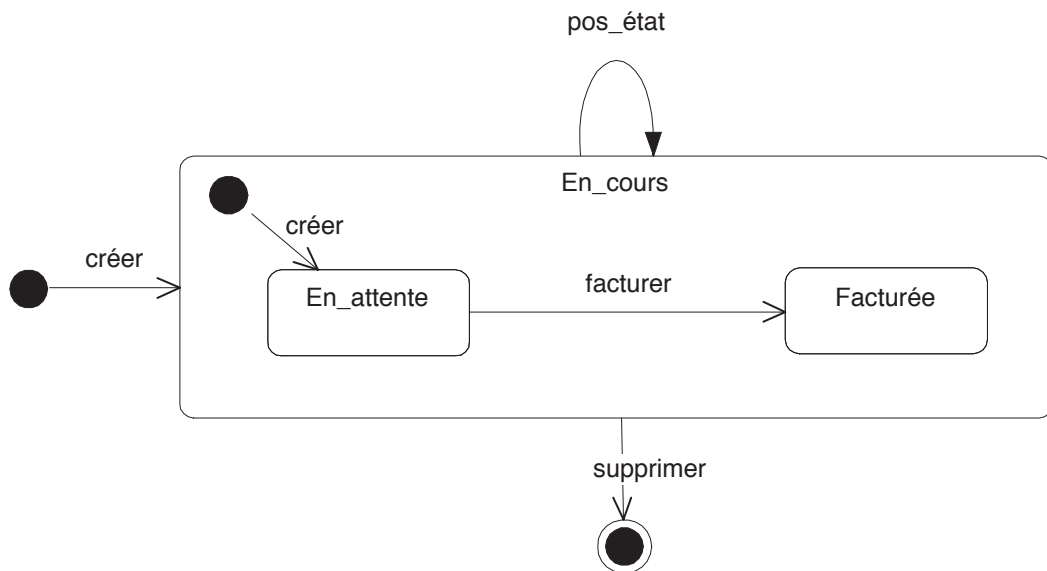 pos_état
En_cours
créer
créer
En_attente
facturer
Facturée
supprimer